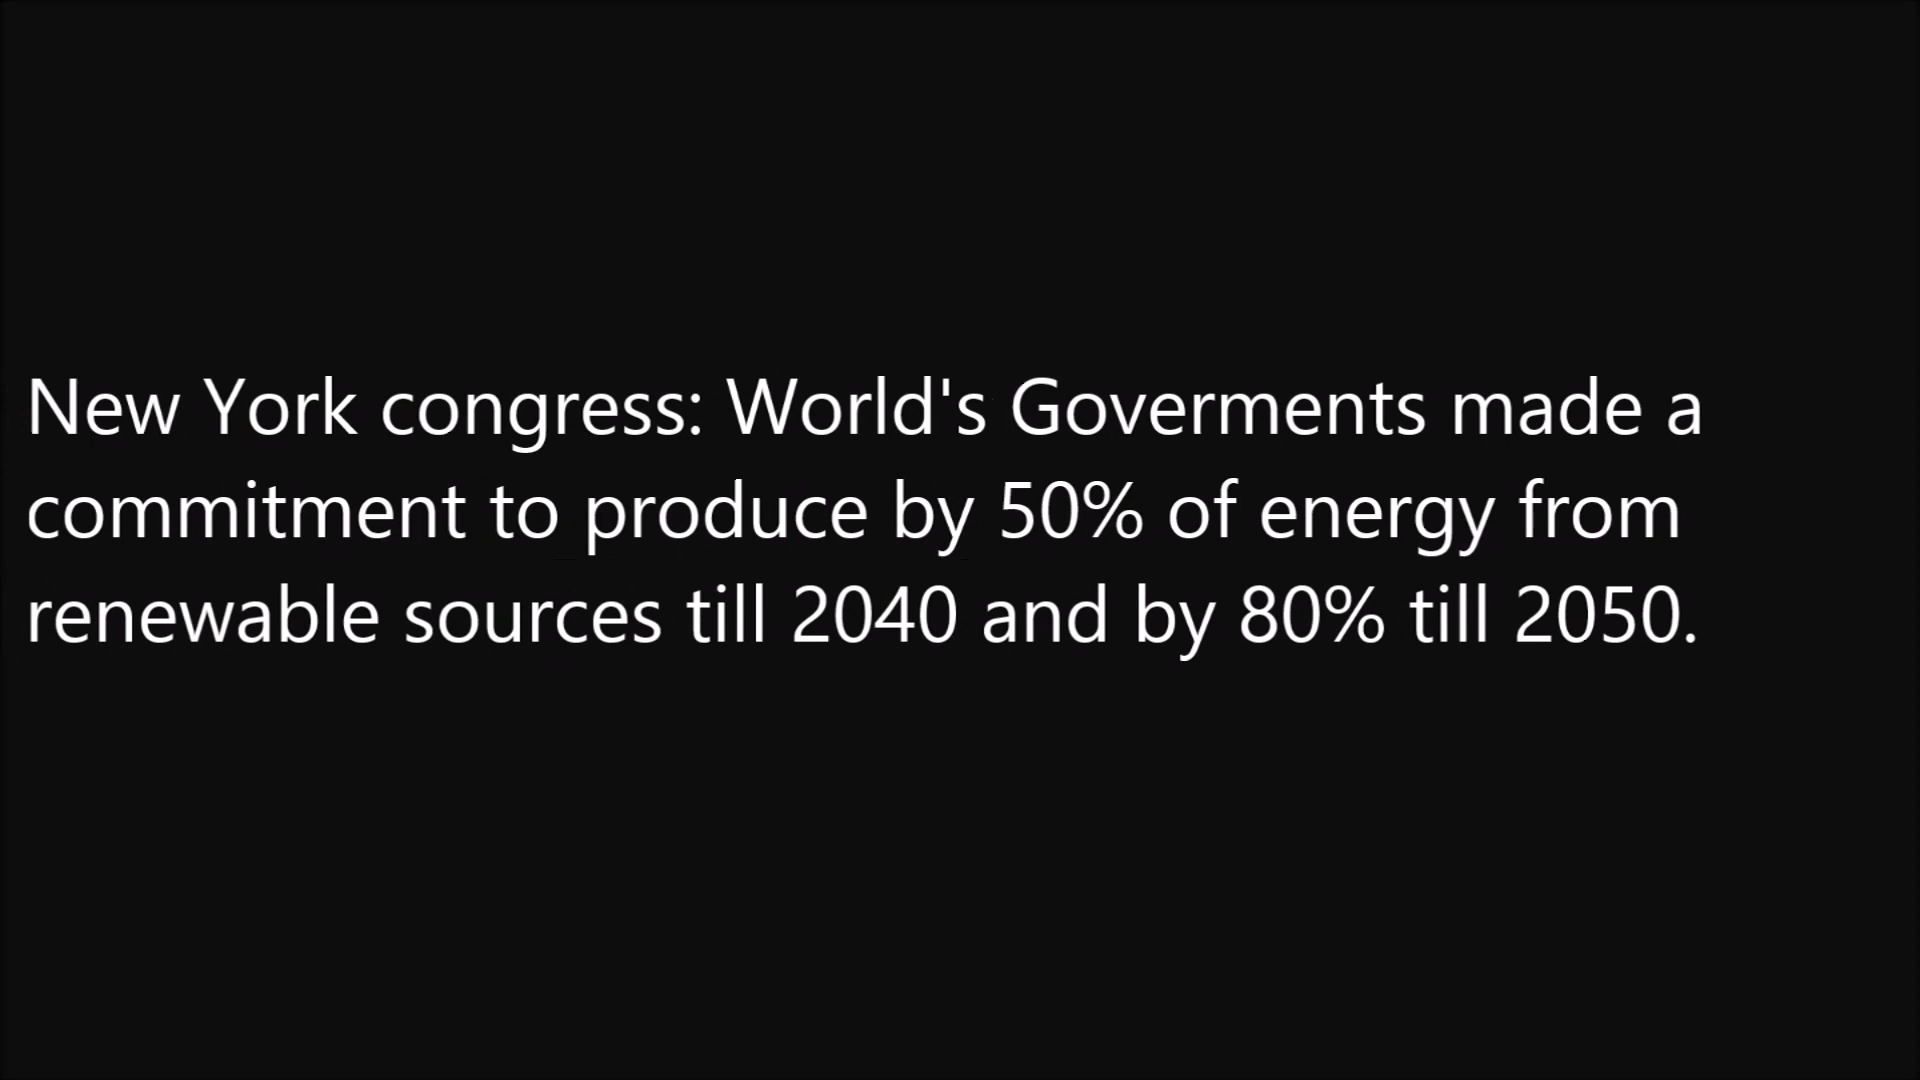 New York congress: World's Goverments made a
commitment to produce by 50% of energy from
renewable sources till 2040 and by 80% till 2050.